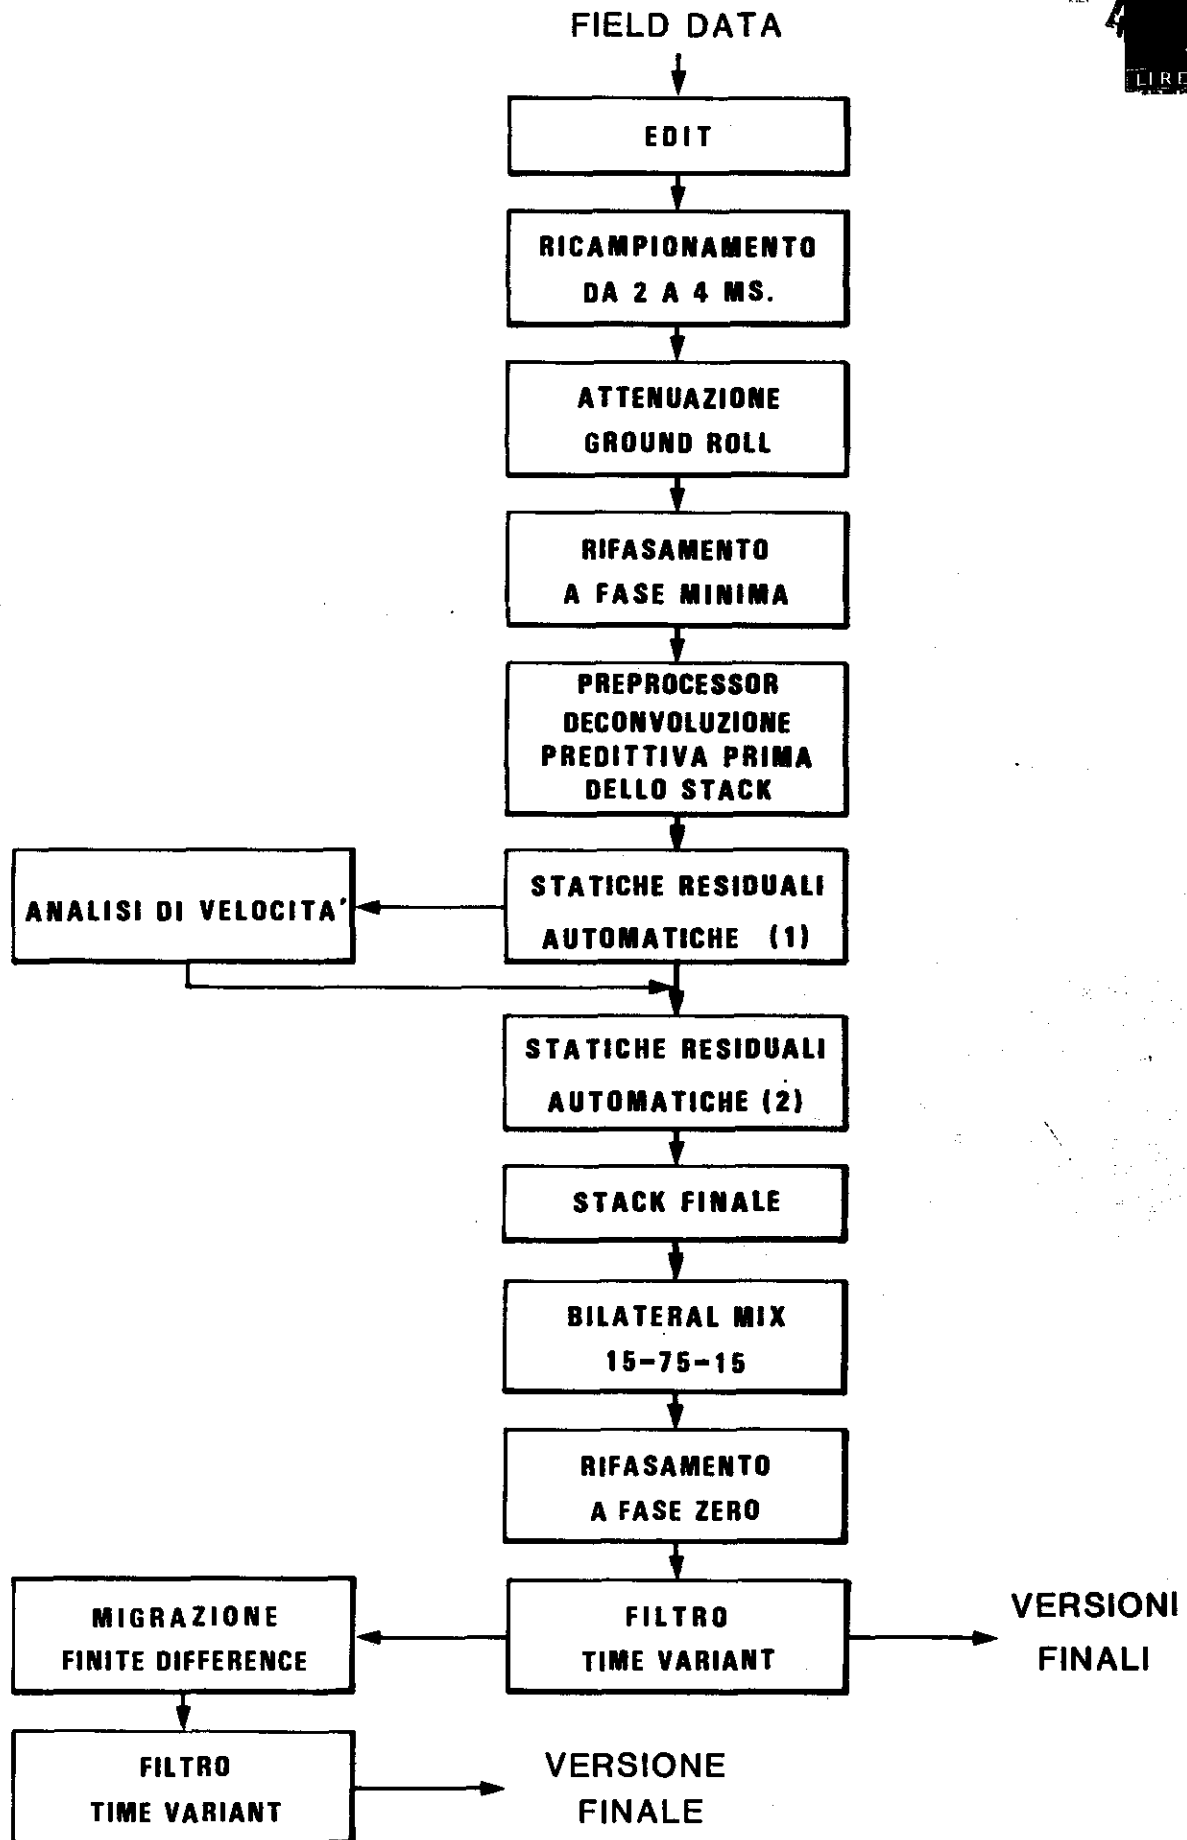 FIELD DATA
EDIT
RICAMPIONAMENTO
DA 2 A 4 MS.
ATTENUAZIONE
GROUND ROLL
RIFASAMENTO
A FASE MINIMA
PREPROCESSOR
DECONVOLUZIONE
PREDITTIVA PRIMA
DELLO STACK
ANALISI DI VELOCITA'
STATICHE RESIDUALI
AUTOMATICHE (1)
STATICHE RESIDUALI
AUTOMATICHE (2)
STACK FINALE
BILATERAL MIX
15-75-15
RIFASAMENTO
A FASE ZERO
MIGRAZIONE
FINITE DIFFERENCE
FILTRO
TIME VARIANT
VERSIONI
FINALI
FILTRO
TIME VARIANT
VERSIONE
FINALE